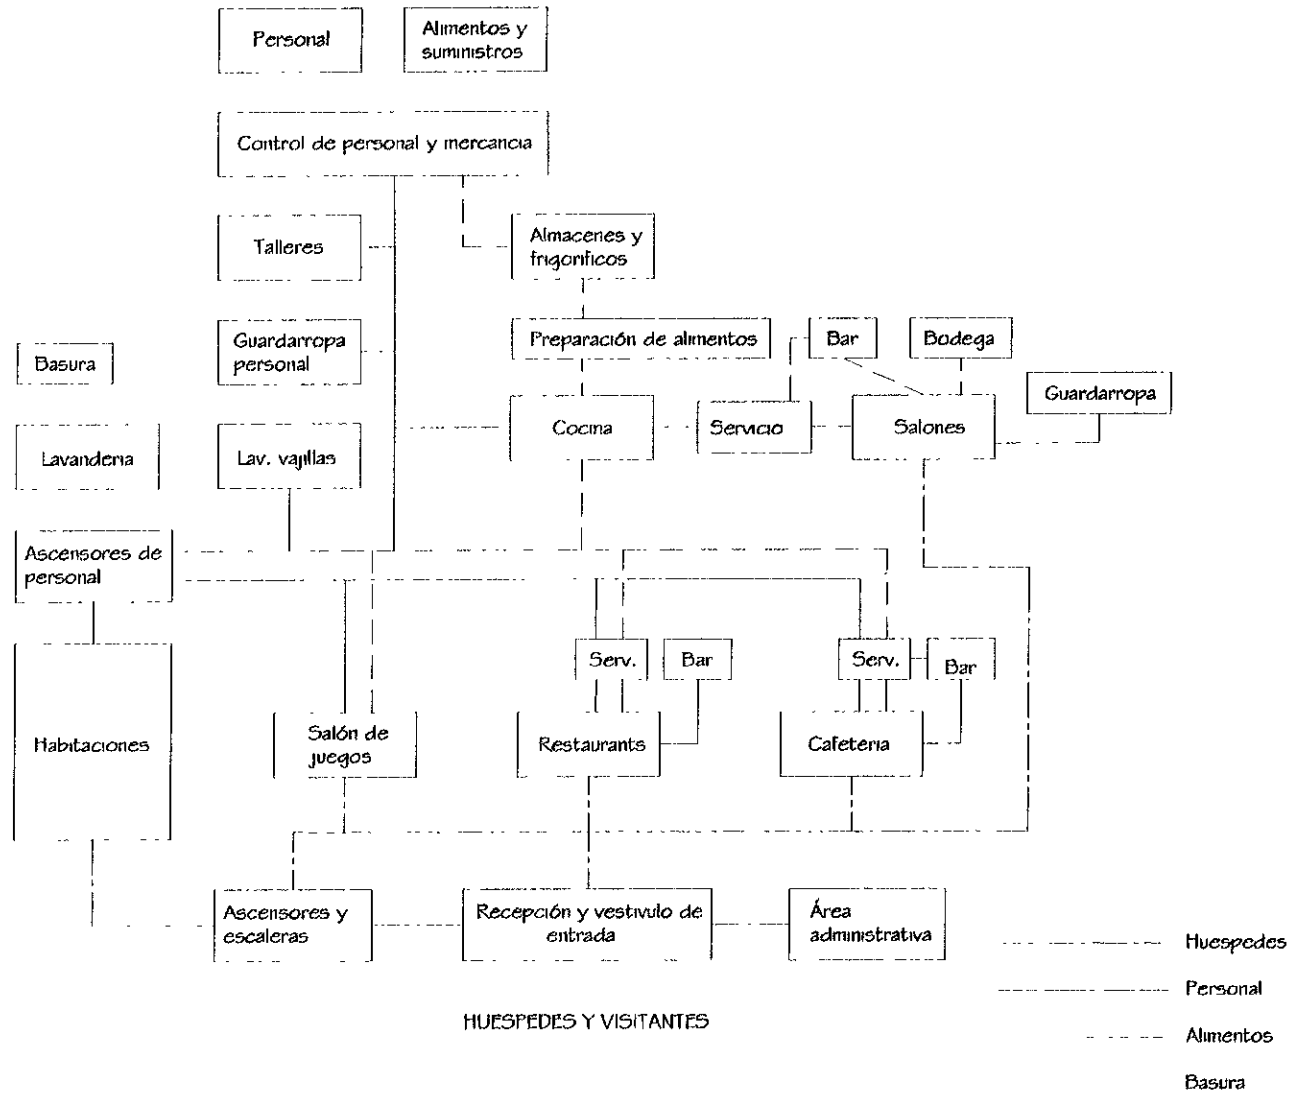 Personal
Alimentos y
suministros
Control de personal y mercancia
Talleres
Almacenes y
frigorificos
Guardarropa
personal
Preparación de alimentos
Bar
Bodega
Basura
Guardarropa
Lavanderia
Lav. vajillas
Cocina
Servicio
Salones
Ascensores de
personal
Serv.
Bar
Serv.
Bar
Habitaciones
Salón de
juegos
Restaurants
Cafeteria
Ascensores y
escaleras
Recepción y vestivulo de
entrada
Área
administrativa
Huespedes
Personal
Alimentos
Basura
HUESPEDES Y VISITANTES